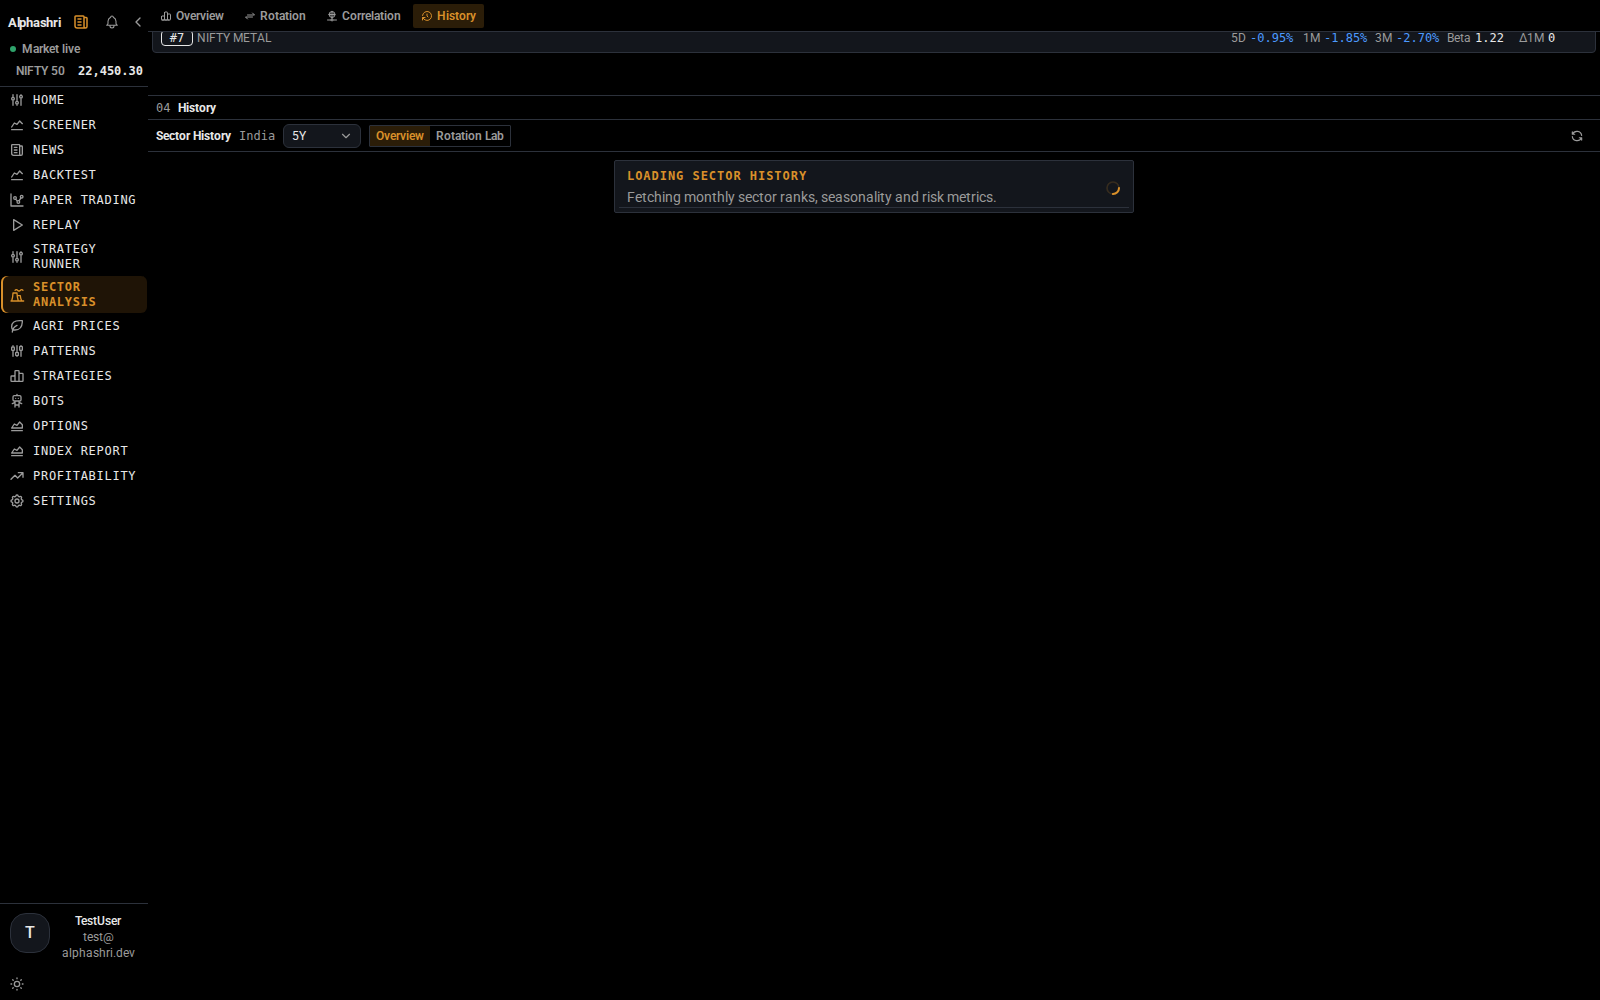 Alphashri
Market live
NIFTY 50 22,450.30
HOME
SCREENER
NEWS
BACKTEST
PAPER TRADING
REPLAY
STRATEGY
RUNNER
SECTOR
ANALYSIS
AGRI PRICES
PATTERNS
STRATEGIES
BOTS
OPTIONS
INDEX REPORT
PROFITABILITY
SETTINGS
TestUser
T
test@
alphashri.dev
Overview Rotation Correlation History
#7 NIFTY METAL 5D -0.95% 1M -1.85% 3M -2.70% Beta 1.22 Δ1M 0
04 History
Sector History India 5Y Overview Rotation Lab
LOADING SECTOR HISTORY
Fetching monthly sector ranks, seasonality and risk metrics.